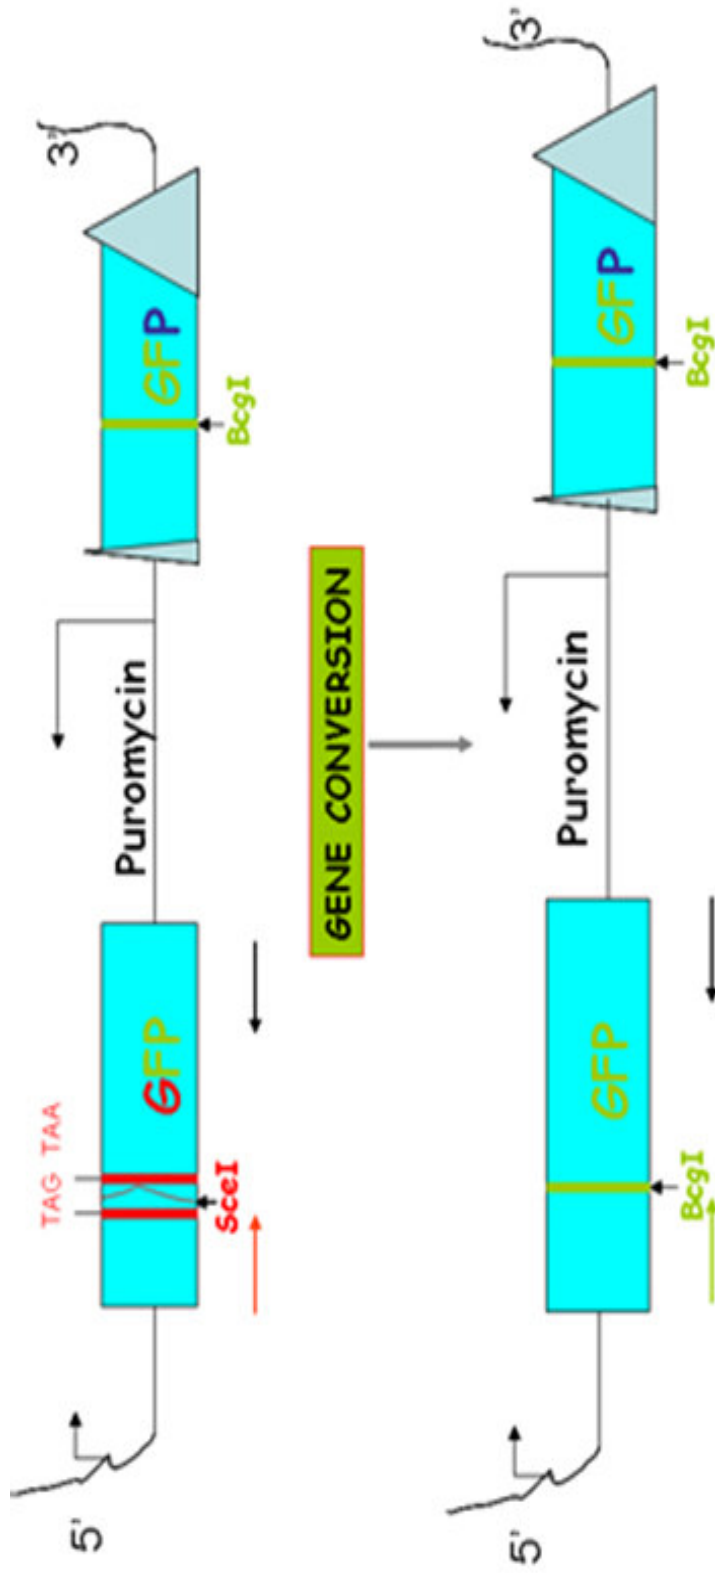 TAG TAA
5'
GFP
Puromycin
GFP
3'
SceI
BcgI
GENE CONVERSION
5'
GFP
Puromycin
GFP
3'
BcgI
BcgI